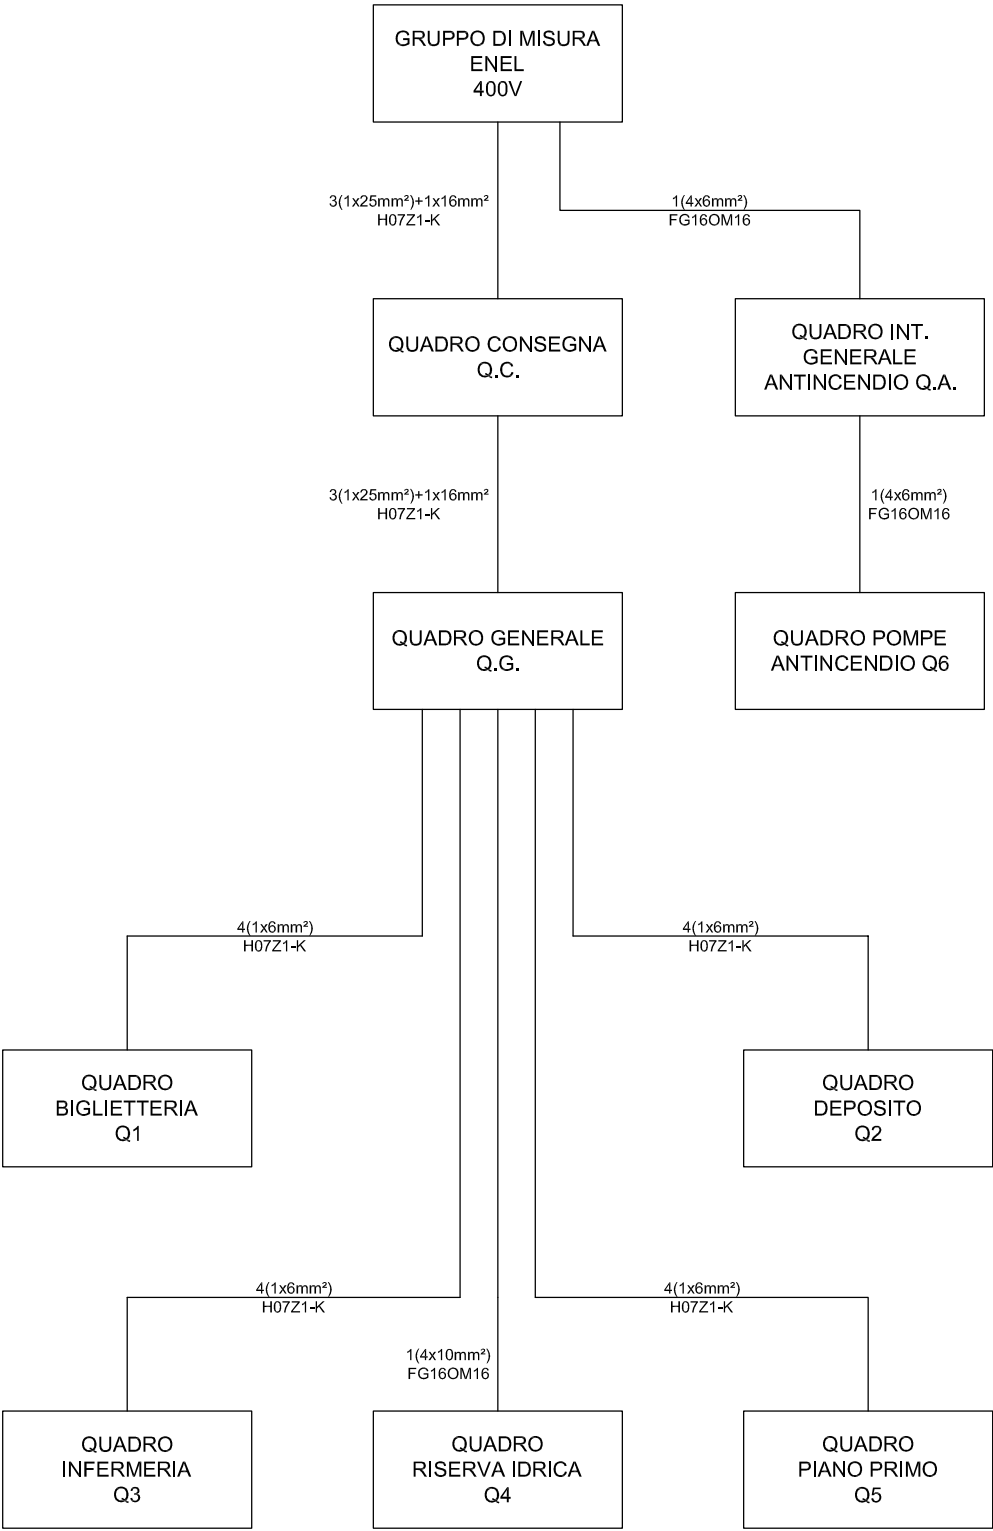 GRUPPO DI MISURA
ENEL
400V
3(1x25mm²)+1x16mm²
H07Z1-K
1(4x6mm²)
FG16OM16
QUADRO CONSEGNA
Q.C.
QUADRO INT.
GENERALE
ANTINCENDIO Q.A.
3(1x25mm²)+1x16mm²
H07Z1-K
1(4x6mm²)
FG16OM16
QUADRO GENERALE
Q.G.
QUADRO POMPE
ANTINCENDIO Q6
4(1x6mm²)
H07Z1-K
4(1x6mm²)
H07Z1-K
QUADRO
BIGLIETTERIA
Q1
QUADRO
DEPOSITO
Q2
4(1x6mm²)
H07Z1-K
4(1x6mm²)
H07Z1-K
1(4x10mm²)
FG16OM16
QUADRO
INFERMERIA
Q3
QUADRO
RISERVA IDRICA
Q4
QUADRO
PIANO PRIMO
Q5